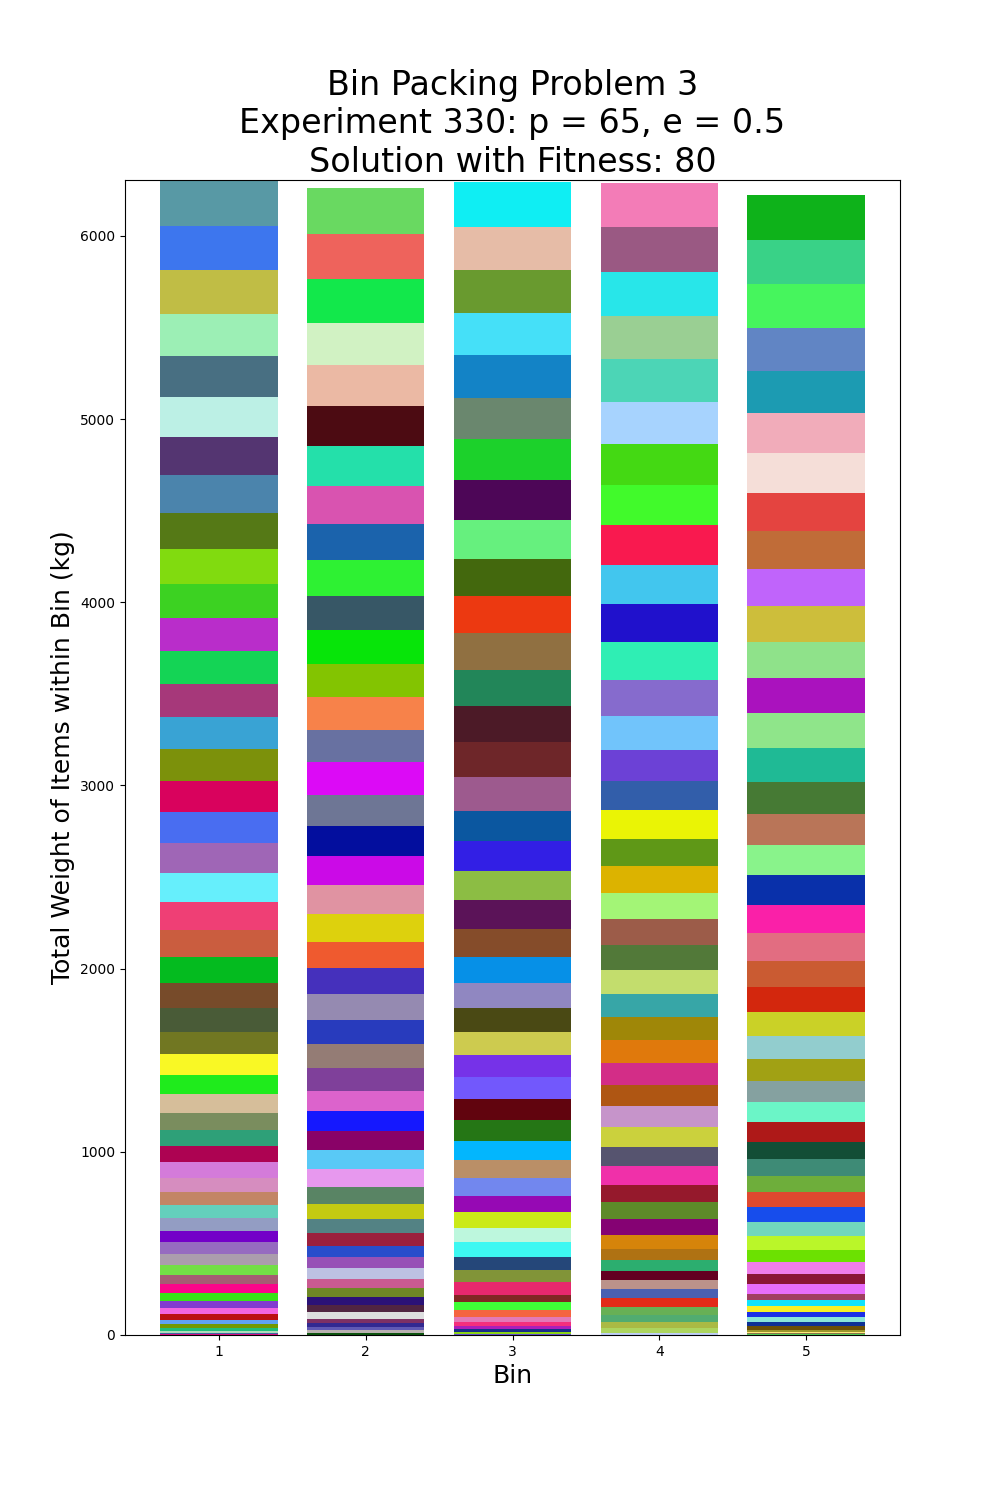 Bin Packing Problem 3
Experiment 330: p = 65, e = 0.5
Solution with Fitness: 80
Total Weight of Items within Bin (kg)
6000
5000
4000
3000
2000
1000
0
1 2 3 4 5
Bin